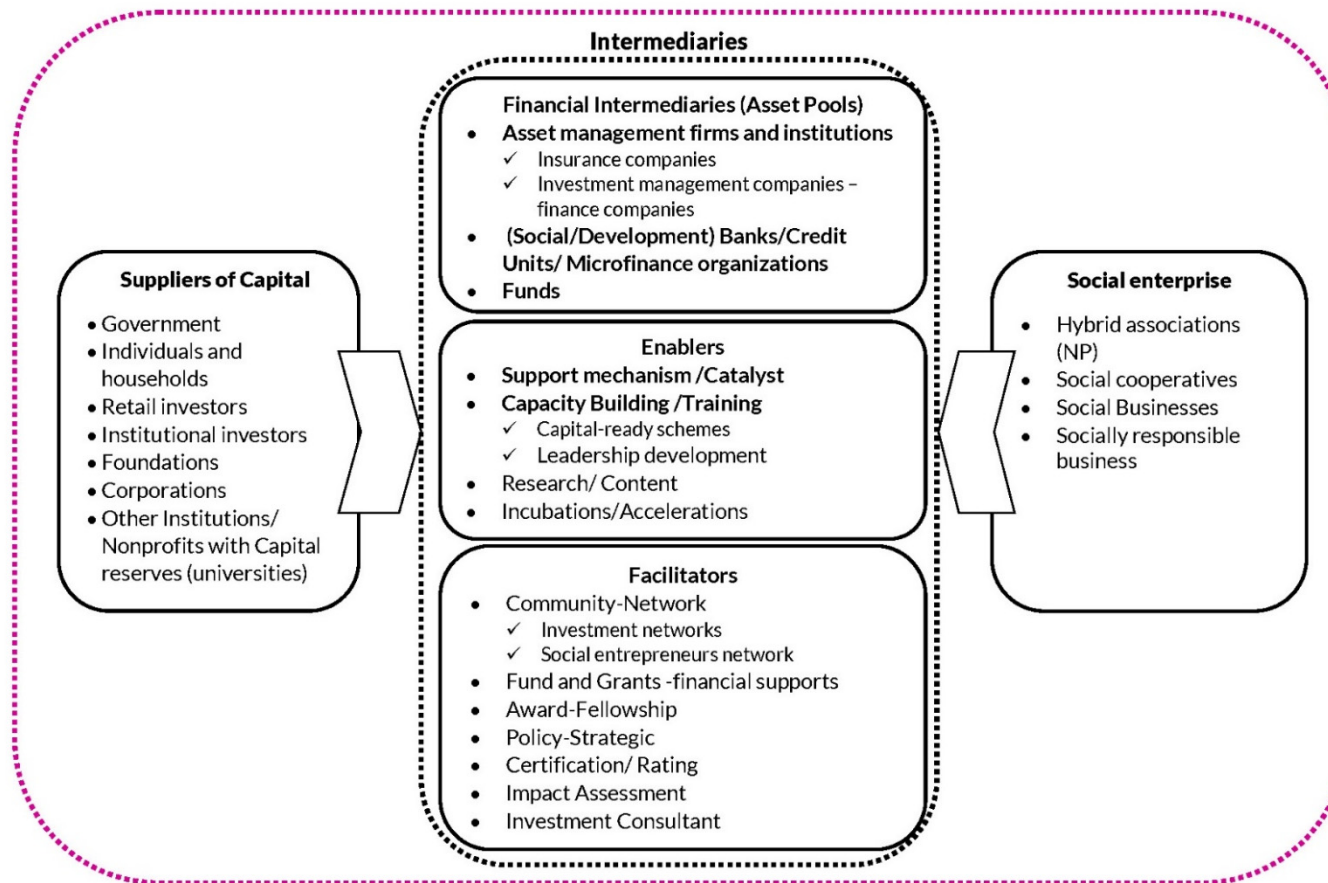 Intermediaries
Suppliers of Capital
• Government
• Individuals and
households
• Retail investors
• Institutional investors
• Foundations
• Corporations
• Other Institutions/
Nonprofits with Capital
reserves (universities)
Financial Intermediaries (Asset Pools)
• Asset management firms and institutions
✓ Insurance companies
✓ Investment management companies –
finance companies
• (Social/Development) Banks/Credit
Units/ Microfinance organizations
• Funds
Enablers
• Support mechanism /Catalyst
• Capacity Building /Training
✓ Capital-ready schemes
✓ Leadership development
• Research/ Content
• Incubations/Accelerations
Facilitators
• Community-Network
✓ Investment networks
✓ Social entrepreneurs network
• Fund and Grants -financial supports
• Award-Fellowship
• Policy-Strategic
• Certification/ Rating
• Impact Assessment
• Investment Consultant
Social enterprise
• Hybrid associations
(NP)
• Social cooperatives
• Social Businesses
• Socially responsible
business